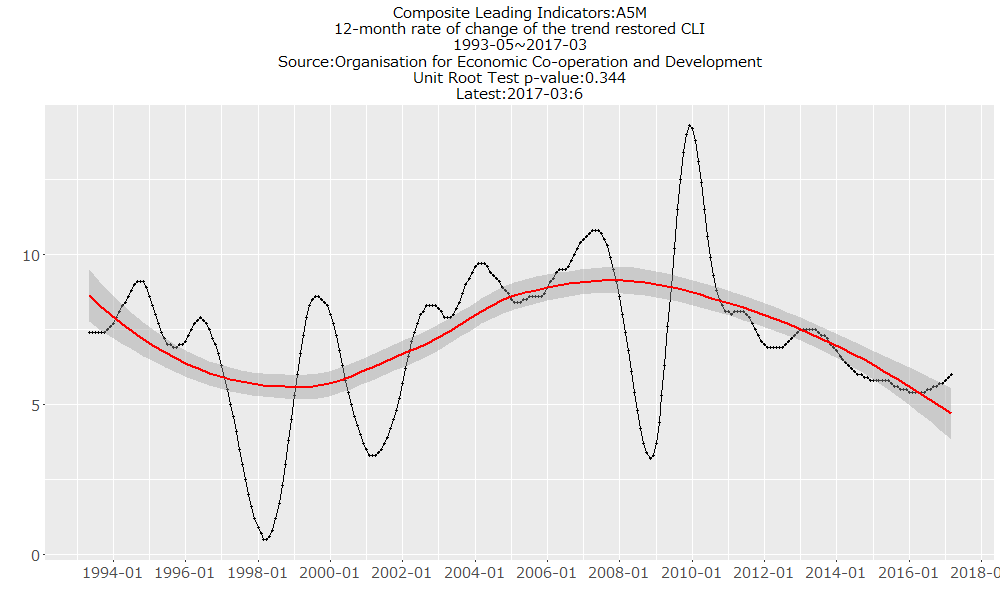 Composite Leading Indicators:A5M
12-month rate of change of the trend restored CLI
1993-05~2017-03
Source:Organisation for Economic Co-operation and Development
Unit Root Test p-value:0.344
Latest:2017-03:6
10
5
0
1994-01 1996-01 1998-01 2000-01 2002-01 2004-01 2006-01 2008-01 2010-01 2012-01 2014-01 2016-01 2018-0